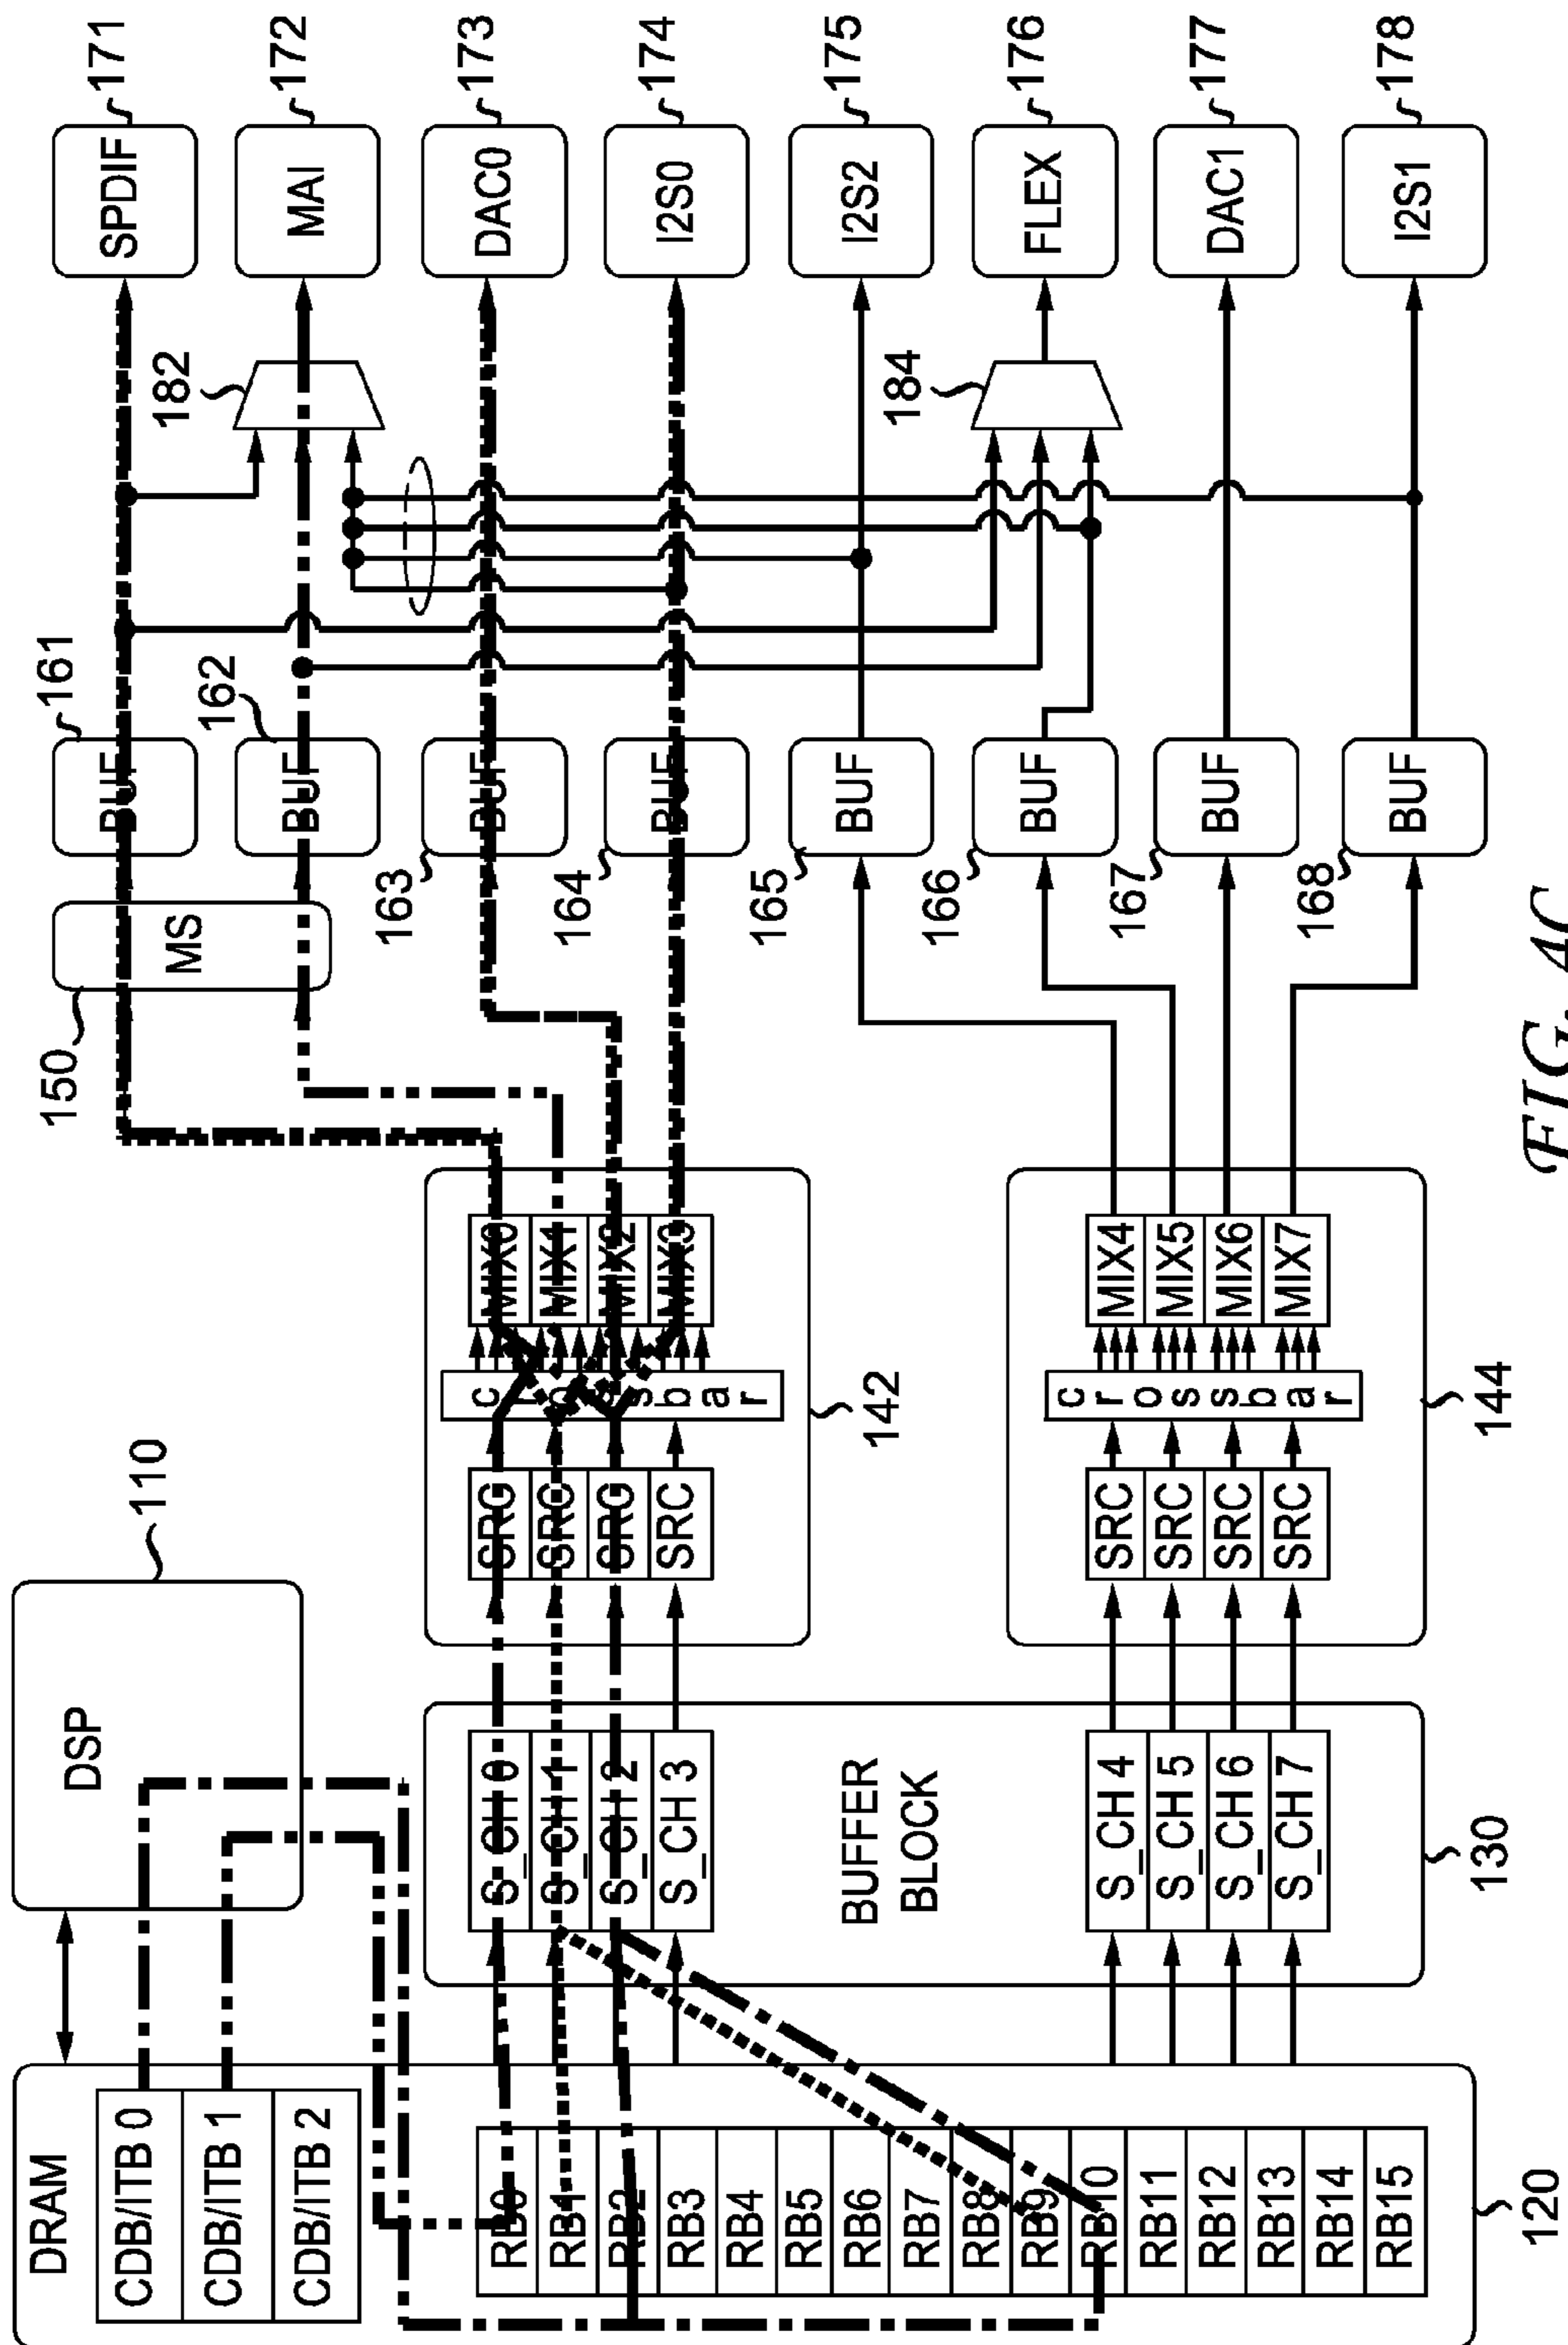 DRAM
CDB/ITB 0
CDB/ITB 1
CDB/ITB 2
RB0
RB1
RB2
RB3
RB4
RB5
RB6
RB7
RB8
RB9
RB10
RB11
RB12
RB13
RB14
RB15
120
DSP
110
S_CH 0
S_CH 1
S_CH 2
S_CH 3
BUFFER
BLOCK
S_CH 4
S_CH 5
S_CH 6
S_CH 7
130
SRC
SRC
SRC
SRC
crossbar
MIX0
MIX1
MIX2
MIX3
142
SRC
SRC
SRC
SRC
crossbar
MIX4
MIX5
MIX6
MIX7
144
150
MS
BUF
161
BUF
162
BUF
163
BUF
164
BUF
165
BUF
166
BUF
167
BUF
168
182
184
SPDIF
171
MAI
172
DAC0
173
I2S0
174
I2S2
175
FLEX
176
DAC1
177
I2S1
178
FIG. 4C